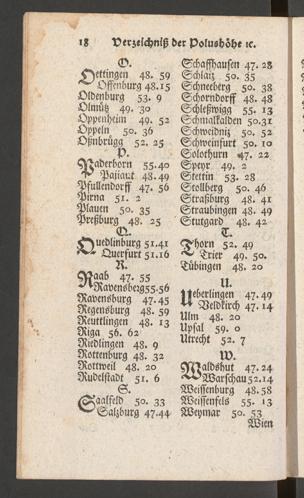 18 Verzeichniß der Polushöhe ꝛc.
O.
Oettingen 48. 59
Offenburg 48.15
Oldenburg 53. 9
Olmütz 49. 30
Oppenheim 49. 52
Oppeln 50. 36
Oßnbrügg 52. 25
P.
Paderborn 55.40
Passaut 48.49
Pfullendorff 47. 56
Pirna 51. 2
Plauen 50. 35
Preßburg 48. 25
Q.
Quedlinburg 51.41
Querfurt 51.16
R.
Raab 47. 55
Ravensberg 55.56
Ravensburg 47. 45
Regensburg 48. 59
Reuttlingen 48. 13
Riga 56. 62
Riedlingen 48. 9
Rottenburg 48. 32
Rottweil 48. 20
Rudelstadt 51. 6
S.
Saalfeld 50. 33
Salzburg 47.44
Schaffhausen 47. 28
Schlaitz 50. 35
Schneberg 50. 38
Schorndorff 48. 48
Schleßwigg 55. 13
Schmalkalden 50.31
Schweidniz 50. 52
Schweinfurt 50. 10
Solothurn 47. 22
Speyr 49. 2
Stettin 53. 28
Stollberg 50. 46
Straßburg 48. 41
Straubingen 48. 49
Stutgard 48. 42
T.
Thorn 52. 49
Trier 49. 50.
Tübingen 48. 20
U.
Ueberlingen 47. 49
Veldkirch 47. 14
Ulm 48. 20
Upsal 59. 0
Utrecht 52. 7
W.
Waldshut 47. 24
Warschau 52.14
Weissenburg 48. 58
Weissenfels 55. 13
Weymar 50. 53
Wien